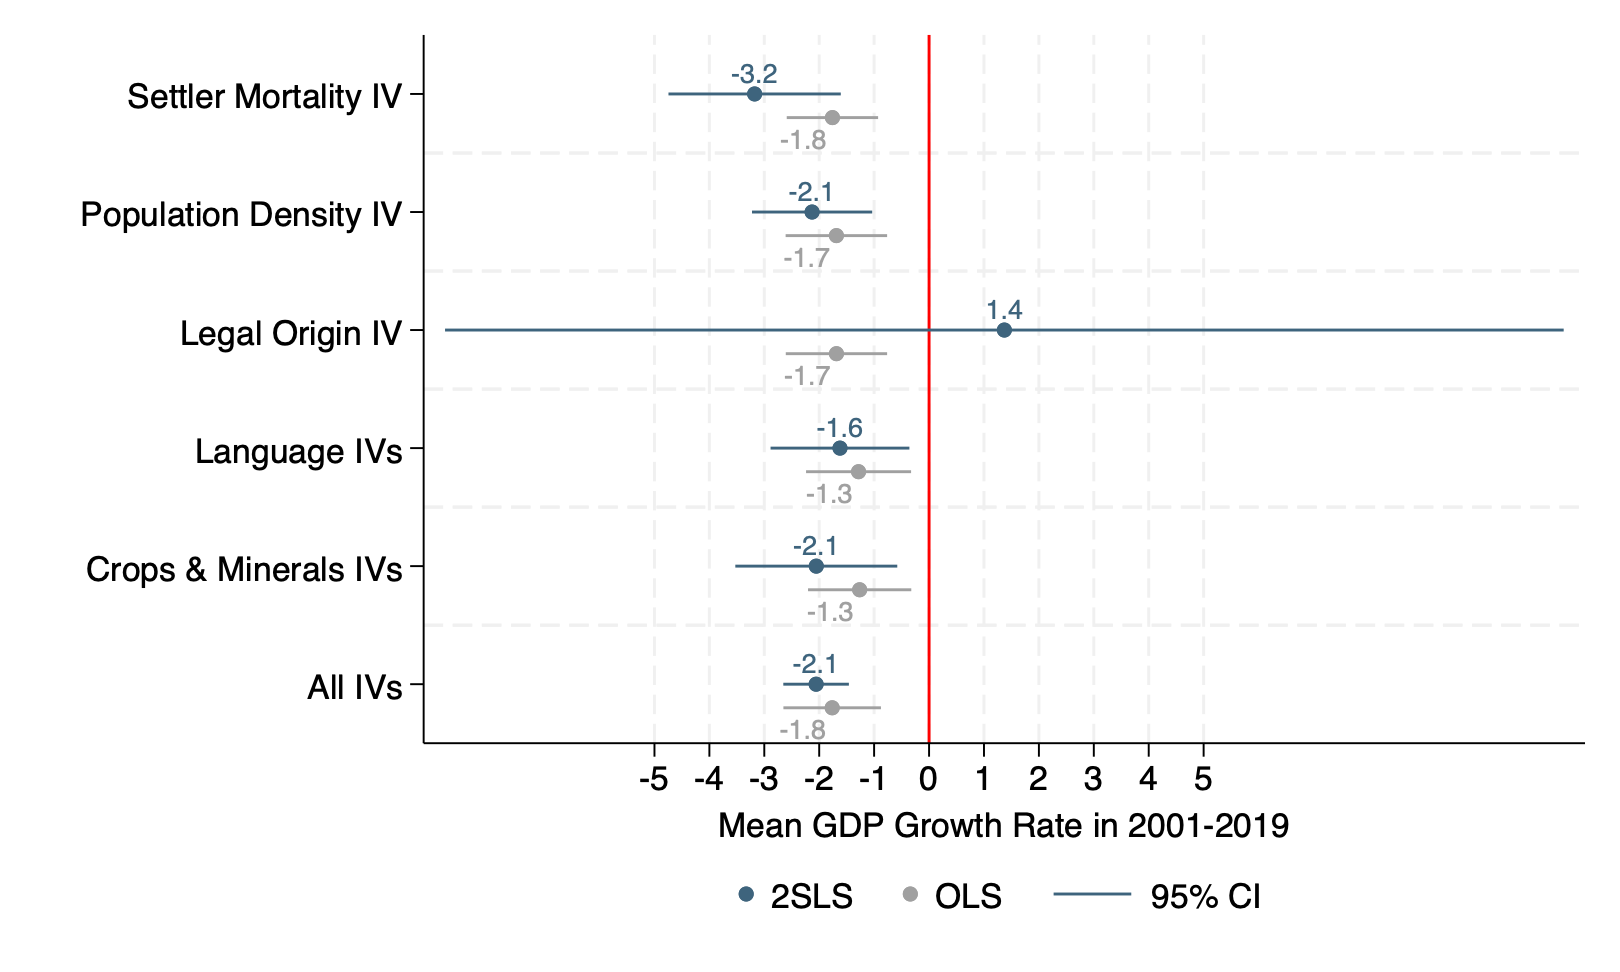 -3.2
Settler Mortality IV
-1.8
-2.1
Population Density IV
-1.7
1.4
Legal Origin IV
-1.7
-1.6
Language IVs
-1.3
-2.1
Crops & Minerals IVs
-1.3
-2.1
All IVs
-1.8
-5 -4 -3 -2 -1 0 1 2 3 4 5
Mean GDP Growth Rate in 2001-2019
2SLS OLS 95% CI